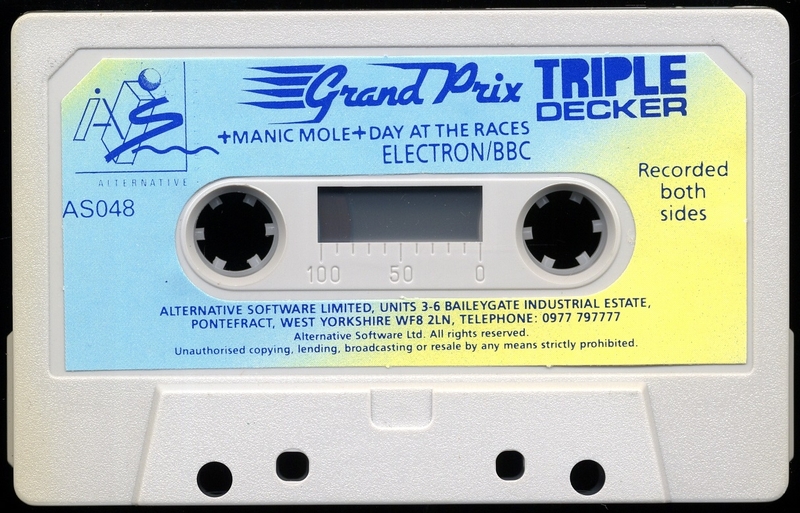 Grand Prix
TRIPLE
DECKER
+MANIC MOLE+DAY AT THE RACES
ELECTRON/BBC
ALTERNATIVE
AS048
Recorded
both
sides
100 50 0
ALTERNATIVE SOFTWARE LIMITED, UNITS 3-6 BAILEYGATE INDUSTRIAL ESTATE,
PONTEFRACT, WEST YORKSHIRE WF8 2LN, TELEPHONE: 0977 797777
Alternative Software Ltd. All rights reserved.
Unauthorised copying, lending, broadcasting or resale by any means strictly prohibited.